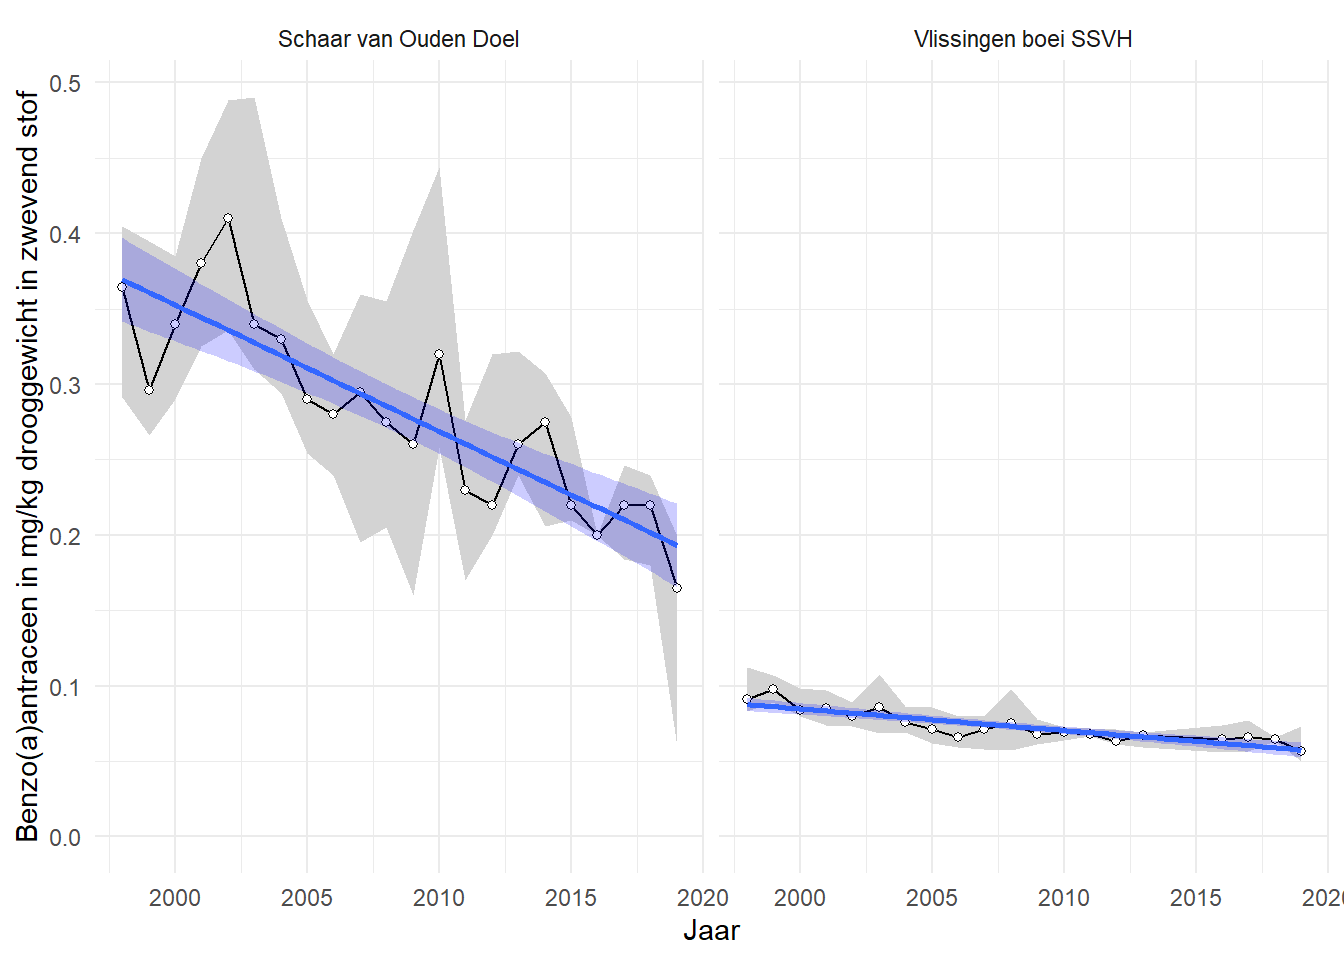 Schaar van Ouden Doel
Vlissingen boei SSVH
Benzo(a)antraceen in mg/kg drooggewicht in zwevend stof
0.5
0.4
0.3
0.2
0.1
0.0
2000 2005 2010 2015 2020
2000 2005 2010 2015 2020
Jaar